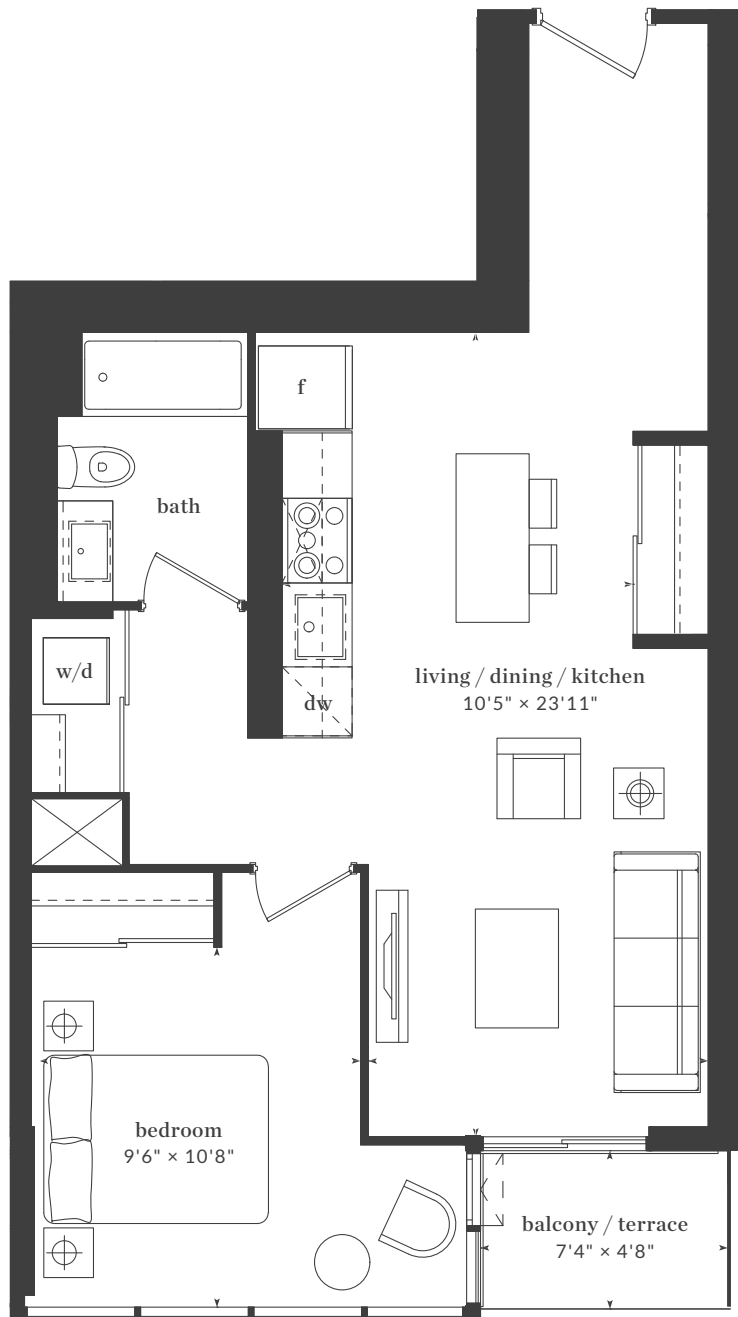 f
bath
w/d
dw
living / dining / kitchen
10'5" × 23'11"
bedroom
9'6" × 10'8"
balcony / terrace
7'4" × 4'8"